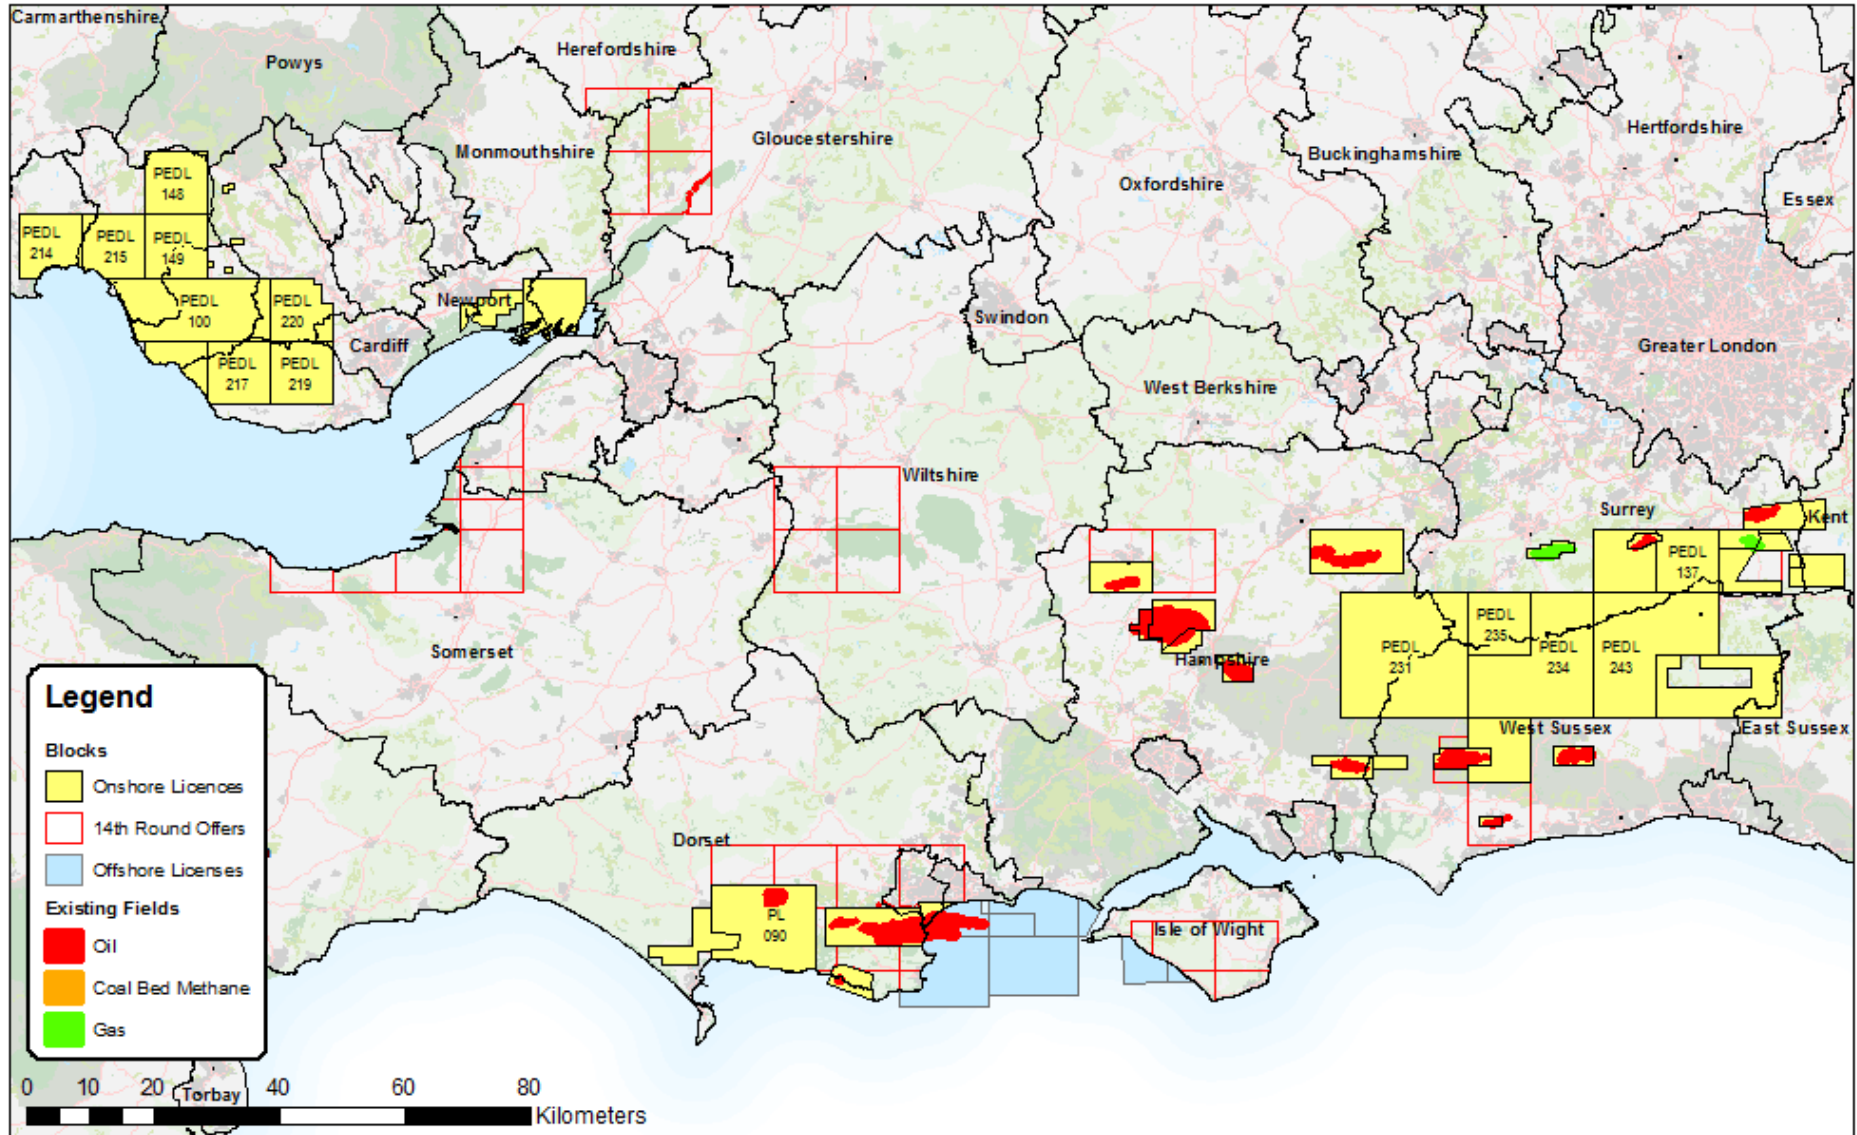 Carmarthenshire
Powys
Herefordshire
Monmouthshire
Gloucestershire
Oxfordshire
Buckinghamshire
Hertfordshire
Essex
PEDL
148
PEDL
214
PEDL
215
PEDL
149
PEDL
100
PEDL
220
PEDL
217
PEDL
219
Newport
Cardiff
Swindon
West Berkshire
Greater London
Wiltshire
Surrey
Kent
PEDL
137
PEDL
231
PEDL
235
PEDL
234
PEDL
243
Somerset
Hampshire
West Sussex
East Sussex
Dorset
PL
090
Isle of Wight
Legend
Blocks
Onshore Licences
14th Round Offers
Offshore Licenses
Existing Fields
Oil
Coal Bed Methane
Gas
Torbay
0 10 20 40 60 80
Kilometers